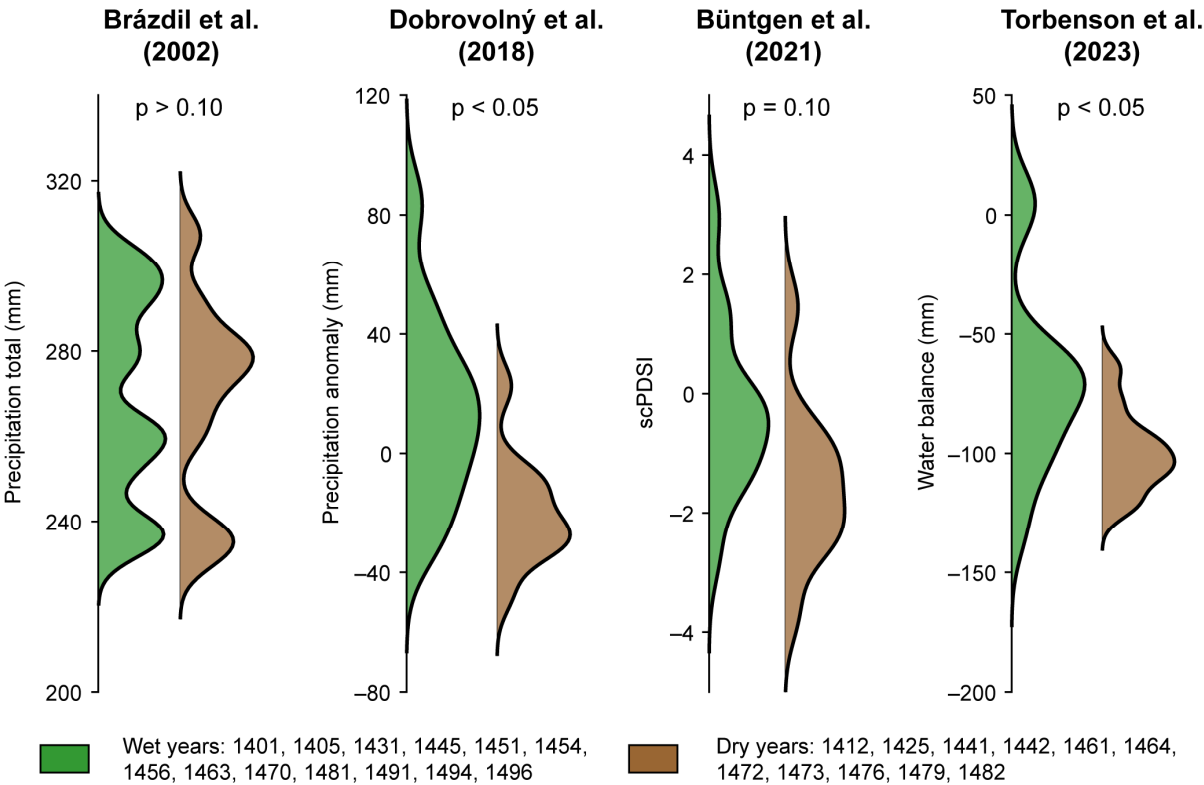 Brázdil et al.
(2002)
Dobrovolný et al.
(2018)
Büntgen et al.
(2021)
Torbenson et al.
(2023)
p > 0.10
p < 0.05
p = 0.10
p < 0.05
Precipitation total (mm)
320
280
240
200
Precipitation anomaly (mm)
120
80
40
0
–40
–80
scPDSI
4
2
0
–2
–4
Water balance (mm)
50
0
–50
–100
–150
–200
Wet years: 1401, 1405, 1431, 1445, 1451, 1454,
1456, 1463, 1470, 1481, 1491, 1494, 1496
Dry years: 1412, 1425, 1441, 1442, 1461, 1464,
1472, 1473, 1476, 1479, 1482